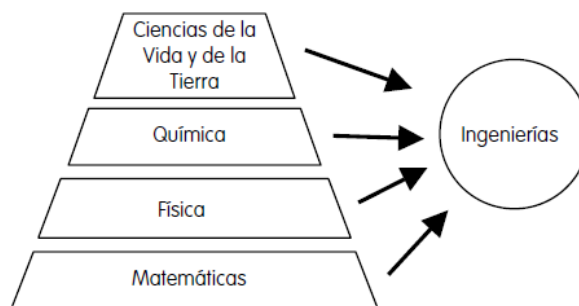 Ciencias de la
Vida y de la
Tierra
Química
Ingenierías
Física
Matemáticas